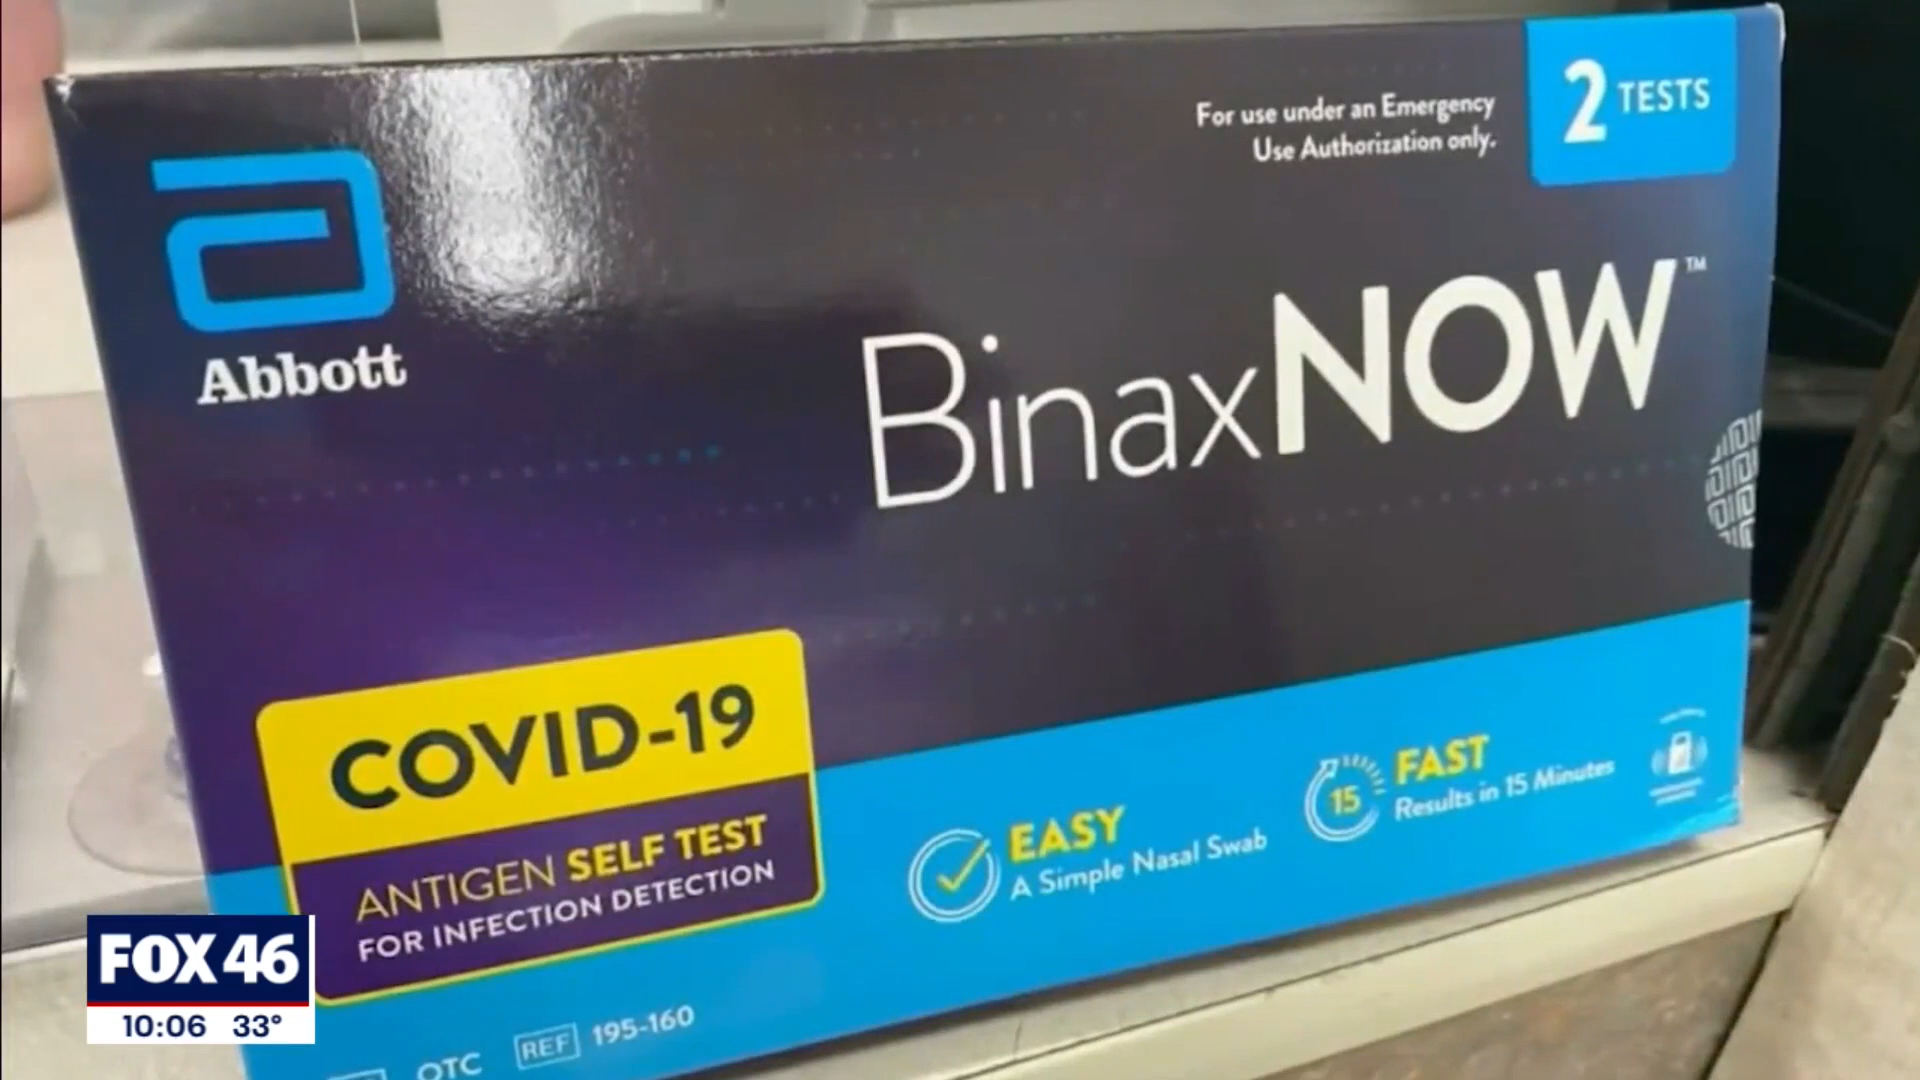 For use under an Emergency
Use Authorization only.
2 TESTS
Abbott
BinaxNOW™
COVID-19
ANTIGEN SELF TEST
FOR INFECTION DETECTION
EASY
A Simple Nasal Swab
15
FAST
Results in 15 Minutes
OTC
REF 195-160
FOX 46
10:06 33°